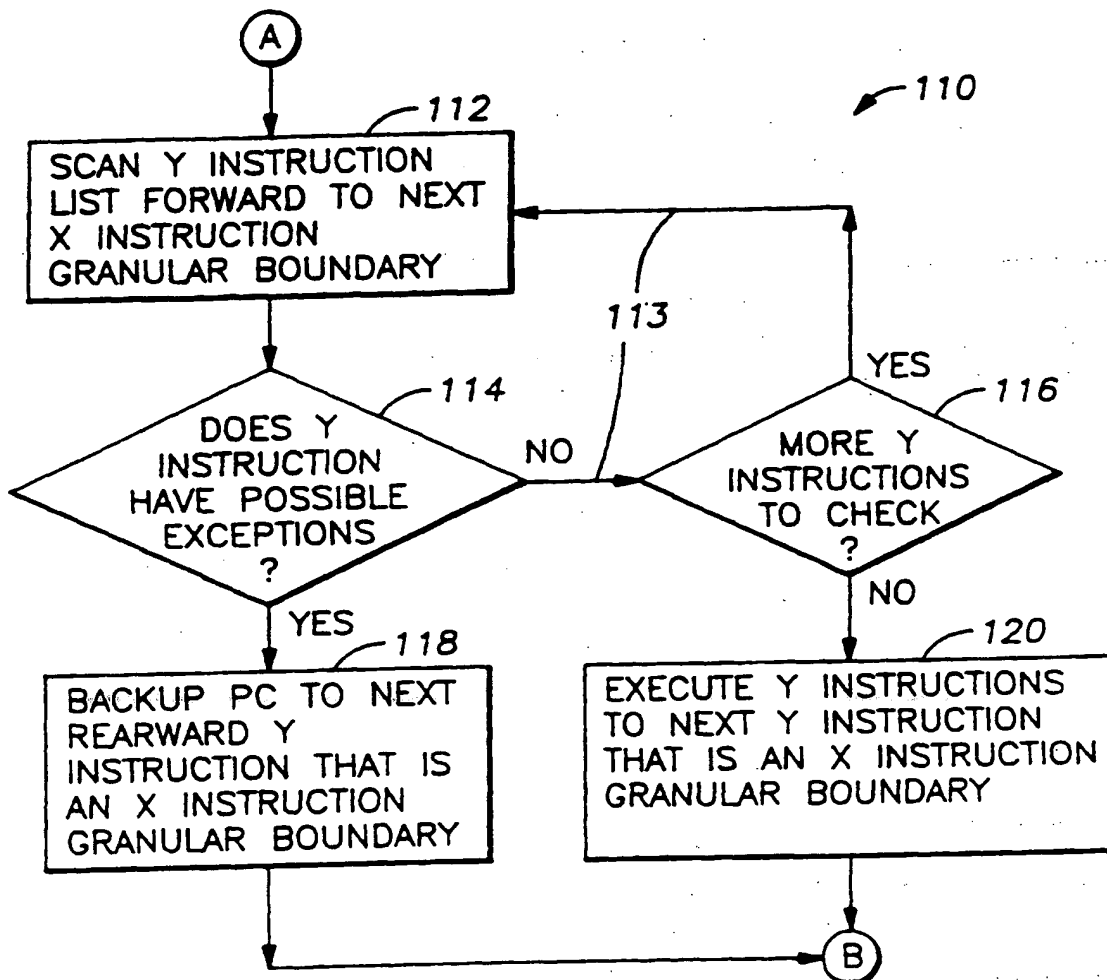 A
110
112
SCAN Y INSTRUCTION
LIST FORWARD TO NEXT
X INSTRUCTION
GRANULAR BOUNDARY
113
114
DOES Y
INSTRUCTION
HAVE POSSIBLE
EXCEPTIONS
?
NO
YES
116
MORE Y
INSTRUCTIONS
TO CHECK
?
YES
NO
118
BACKUP PC TO NEXT
REARWARD Y
INSTRUCTION THAT IS
AN X INSTRUCTION
GRANULAR BOUNDARY
120
EXECUTE Y INSTRUCTIONS
TO NEXT Y INSTRUCTION
THAT IS AN X INSTRUCTION
GRANULAR BOUNDARY
B